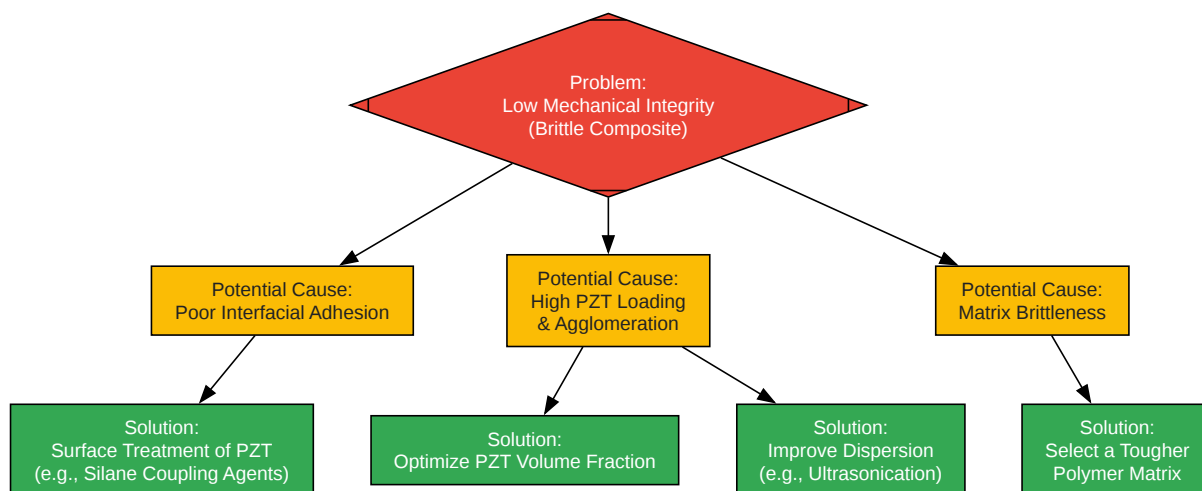 Problem:
Low Mechanical Integrity
(Brittle Composite)
Potential Cause:
Poor Interfacial Adhesion
Potential Cause:
High PZT Loading
& Agglomeration
Potential Cause:
Matrix Brittleness
Solution:
Surface Treatment of PZT
(e.g., Silane Coupling Agents)
Solution:
Optimize PZT Volume Fraction
Solution:
Improve Dispersion
(e.g., Ultrasonication)
Solution:
Select a Tougher
Polymer Matrix